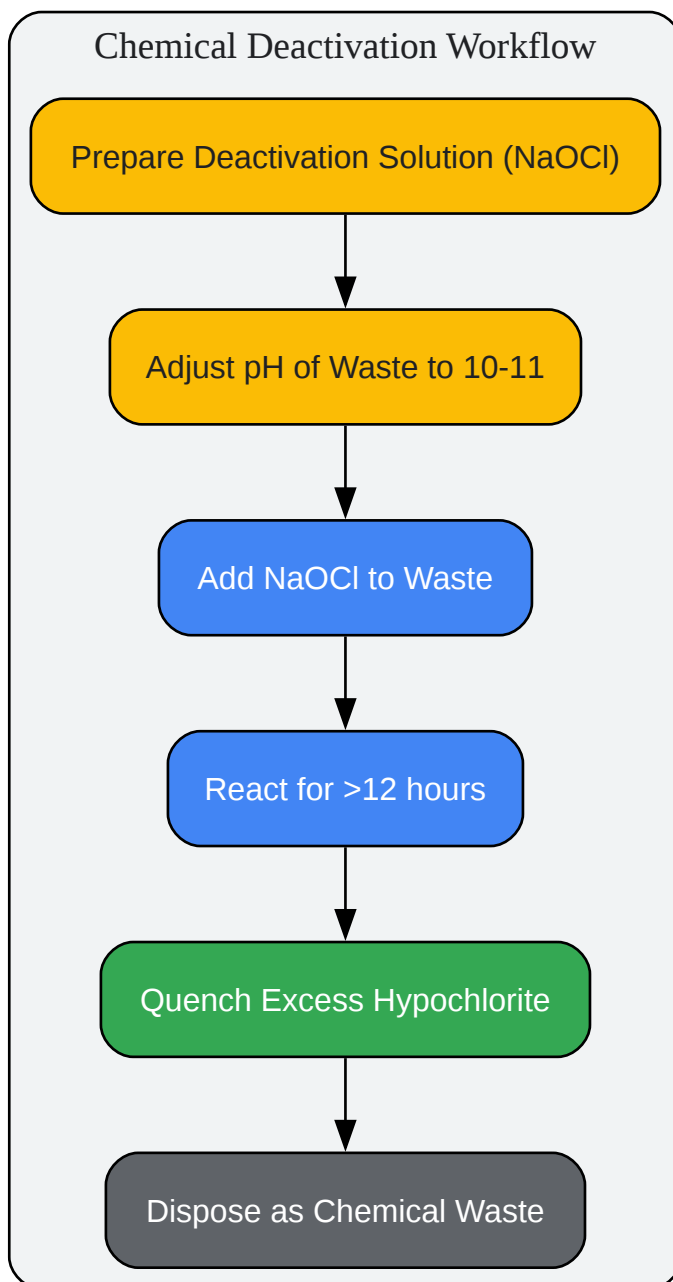 Chemical Deactivation Workflow
Prepare Deactivation Solution (NaOCl)
Adjust pH of Waste to 10-11
Add NaOCl to Waste
React for >12 hours
Quench Excess Hypochlorite
Dispose as Chemical Waste